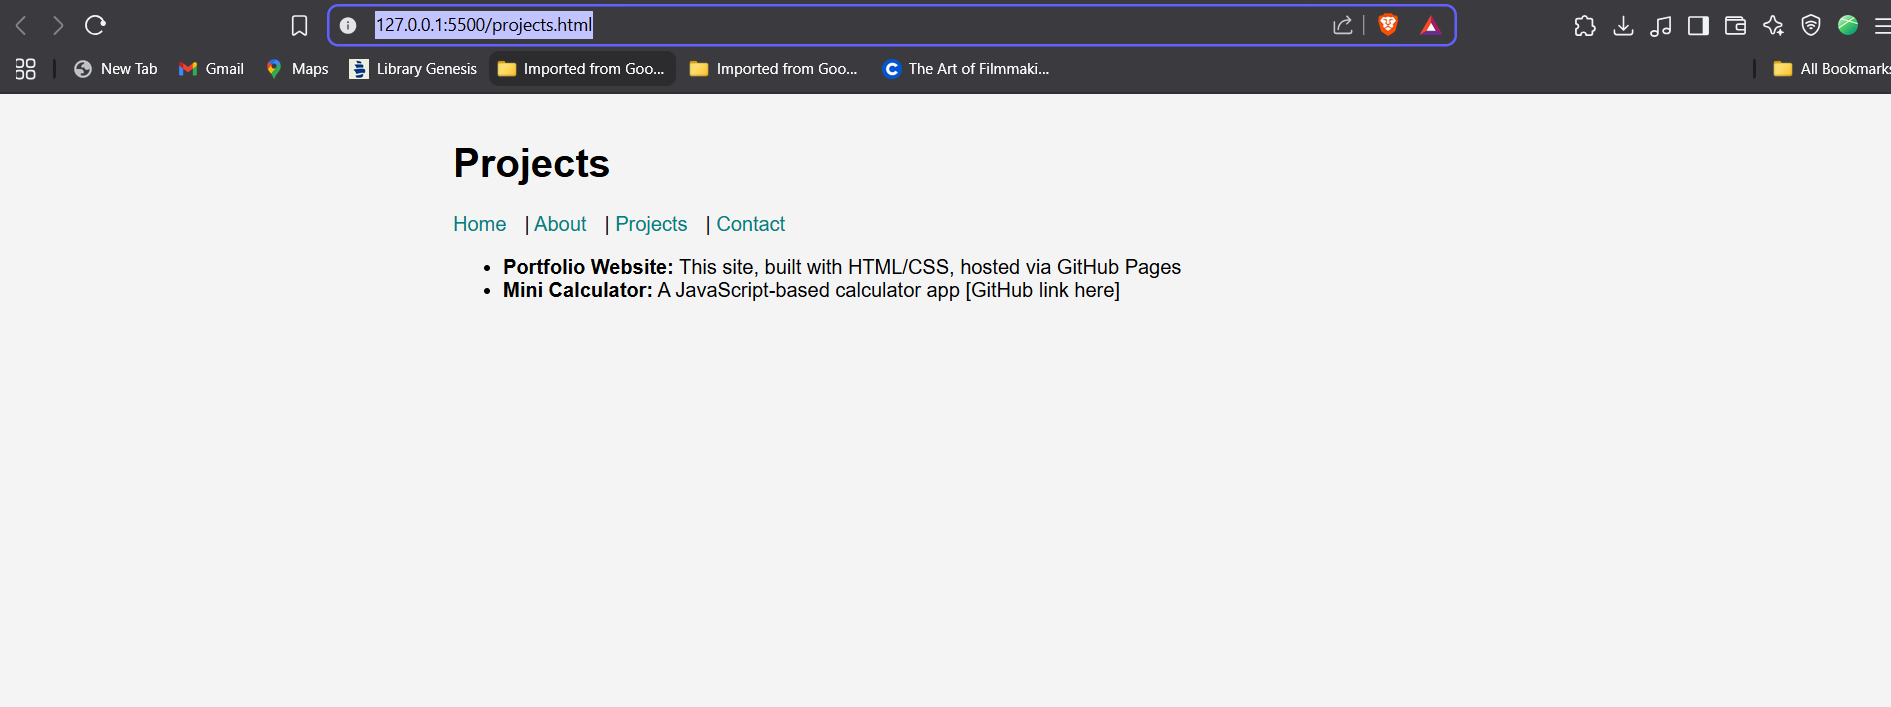 127.0.0.1:5500/projects.html
New Tab Gmail Maps Library Genesis Imported from Goo... Imported from Goo... The Art of Filmmaki... All Bookmarks
Projects
Home | About | Projects | Contact
• Portfolio Website: This site, built with HTML/CSS, hosted via GitHub Pages
• Mini Calculator: A JavaScript-based calculator app [GitHub link here]